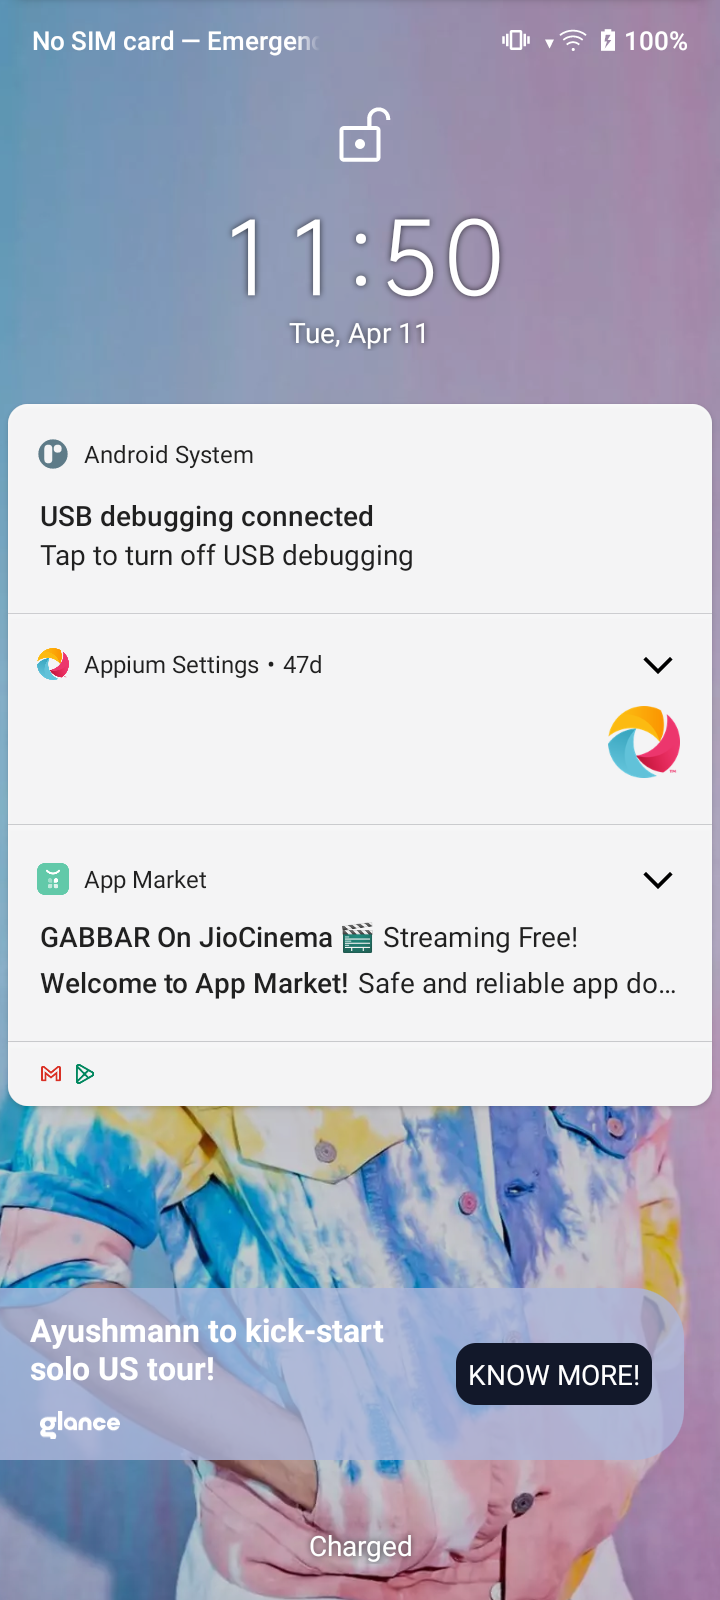 No SIM card — Emergenc
100%
11:50
Tue, Apr 11
Android System
USB debugging connected
Tap to turn off USB debugging
Appium Settings • 47d
App Market
GABBAR On JioCinema 🎬 Streaming Free!
Welcome to App Market! Safe and reliable app do...
Ayushmann to kick-start
solo US tour!
KNOW MORE!
glance
Charged